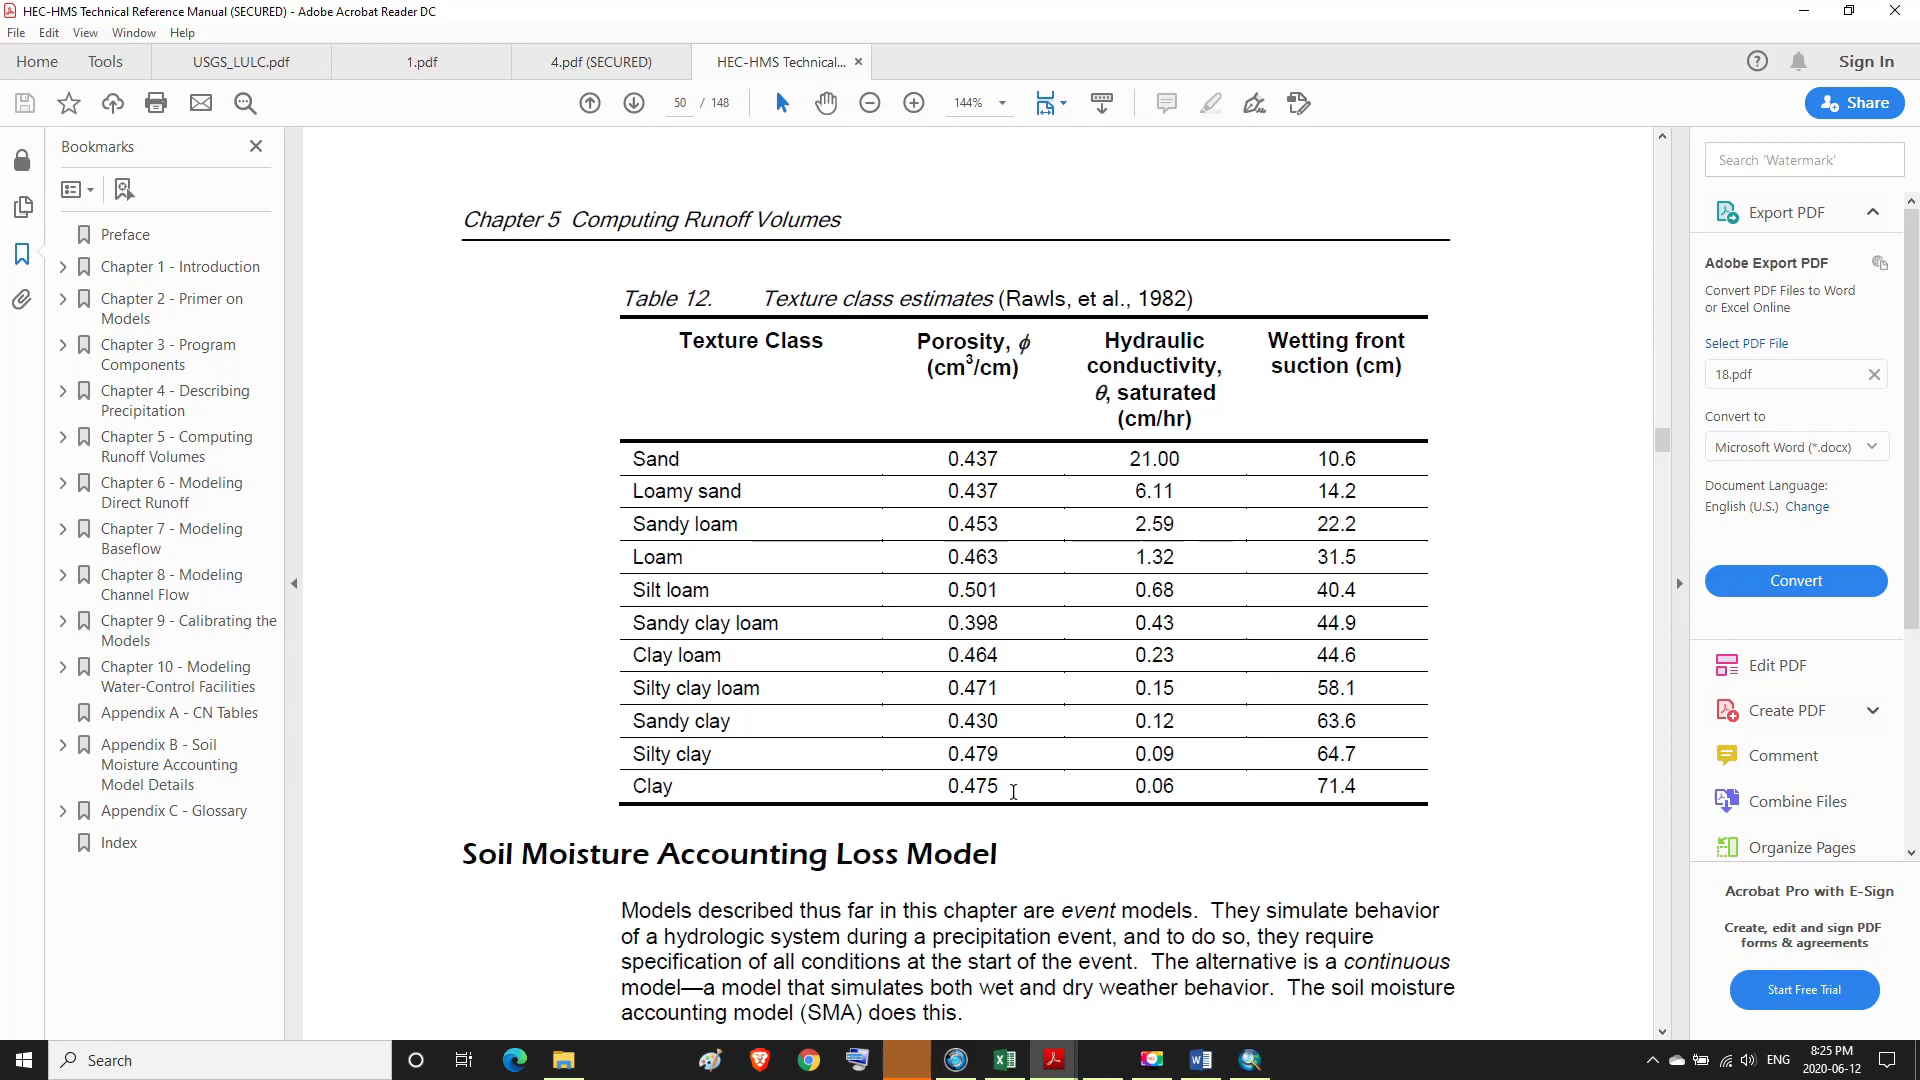 HEC-HMS Technical Reference Manual (SECURED) - Adobe Acrobat Reader DC
File Edit View Window Help
Home Tools USGS_LULC.pdf 1.pdf 4.pdf (SECURED) HEC-HMS Technical... Sign In
50 / 148 144% Share
Bookmarks
Preface
Chapter 1 - Introduction
Chapter 2 - Primer on
Models
Chapter 3 - Program
Components
Chapter 4 - Describing
Precipitation
Chapter 5 - Computing
Runoff Volumes
Chapter 6 - Modeling
Direct Runoff
Chapter 7 - Modeling
Baseflow
Chapter 8 - Modeling
Channel Flow
Chapter 9 - Calibrating the
Models
Chapter 10 - Modeling
Water-Control Facilities
Appendix A - CN Tables
Appendix B - Soil
Moisture Accounting
Model Details
Appendix C - Glossary
Index
Chapter 5 Computing Runoff Volumes
Table 12. Texture class estimates (Rawls, et al., 1982)
Texture Class Porosity, ϕ Hydraulic Wetting front
(cm³/cm) conductivity, suction (cm)
θ, saturated
(cm/hr)
Sand 0.437 21.00 10.6
Loamy sand 0.437 6.11 14.2
Sandy loam 0.453 2.59 22.2
Loam 0.463 1.32 31.5
Silt loam 0.501 0.68 40.4
Sandy clay loam 0.398 0.43 44.9
Clay loam 0.464 0.23 44.6
Silty clay loam 0.471 0.15 58.1
Sandy clay 0.430 0.12 63.6
Silty clay 0.479 0.09 64.7
Clay 0.475 0.06 71.4
Soil Moisture Accounting Loss Model
Models described thus far in this chapter are event models. They simulate behavior
of a hydrologic system during a precipitation event, and to do so, they require
specification of all conditions at the start of the event. The alternative is a continuous
model—a model that simulates both wet and dry weather behavior. The soil moisture
accounting model (SMA) does this.
Search 'Watermark'
Export PDF
Adobe Export PDF
Convert PDF Files to Word
or Excel Online
Select PDF File
18.pdf
Convert to
Microsoft Word (*.docx)
Document Language:
English (U.S.) Change
Convert
Edit PDF
Create PDF
Comment
Combine Files
Organize Pages
Acrobat Pro with E-Sign
Create, edit and sign PDF
forms & agreements
Start Free Trial
Search
ENG
8:25 PM
2020-06-12